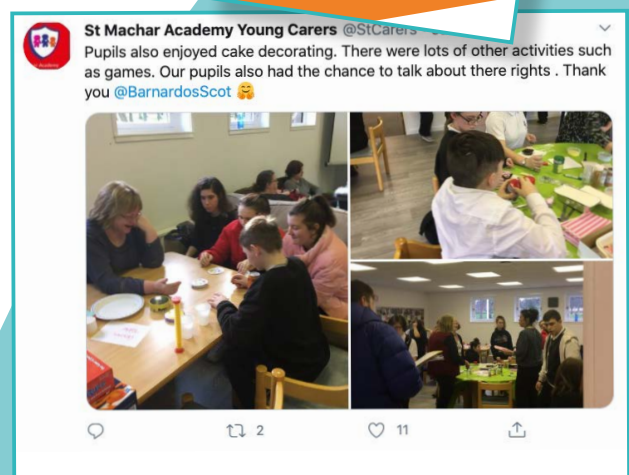 St Machar Academy Young Carers @StCarers
Pupils also enjoyed cake decorating. There were lots of other activities such
as games. Our pupils also had the chance to talk about there rights . Thank
you @BarnardosScot 🤗
2
11